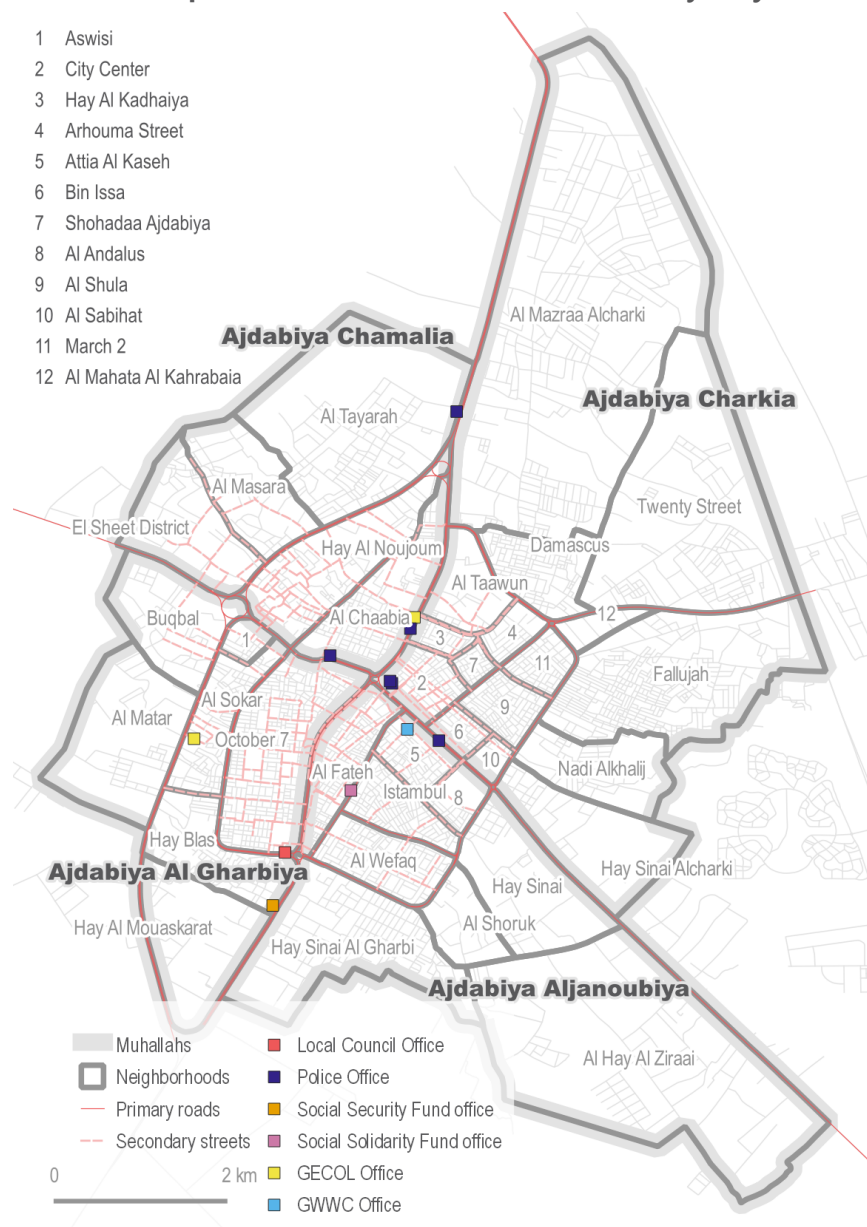 1 Aswisi
2 City Center
3 Hay Al Kadhaiya
4 Arhouma Street
5 Attia Al Kaseh
6 Bin Issa
7 Shohadaa Ajdabiya
8 Al Andalus
9 Al Shula
10 Al Sabihat
11 March 2
12 Al Mahata Al Kahrabaia
Al Mazraa Alcharki
Ajdabiya Chamalia
Ajdabiya Charkia
Al Tayarah
Al Masara
Twenty Street
El Sheet District
Hay Al Noujoum
Damascus
Al Taawun
Buqbal
Al Chaabia
12
1
3
4
7
11
Fallujah
2
Al Sokar
Al Matar
October 7
9
6
5
10
Nadi Alkhalij
Al Fateh
Istambul
8
Hay Blas
Al Wefaq
Hay Sinai Alcharki
Ajdabiya Al Gharbiya
Hay Sinai
Al Shoruk
Hay Al Mouaskarat
Hay Sinai Al Gharbi
Ajdabiya Aljanoubiya
Al Hay Al Ziraai
Muhallahs
Neighborhoods
Primary roads
Secondary streets
Local Council Office
Police Office
Social Security Fund office
Social Solidarity Fund office
GECOL Office
GWWC Office
0 2 km